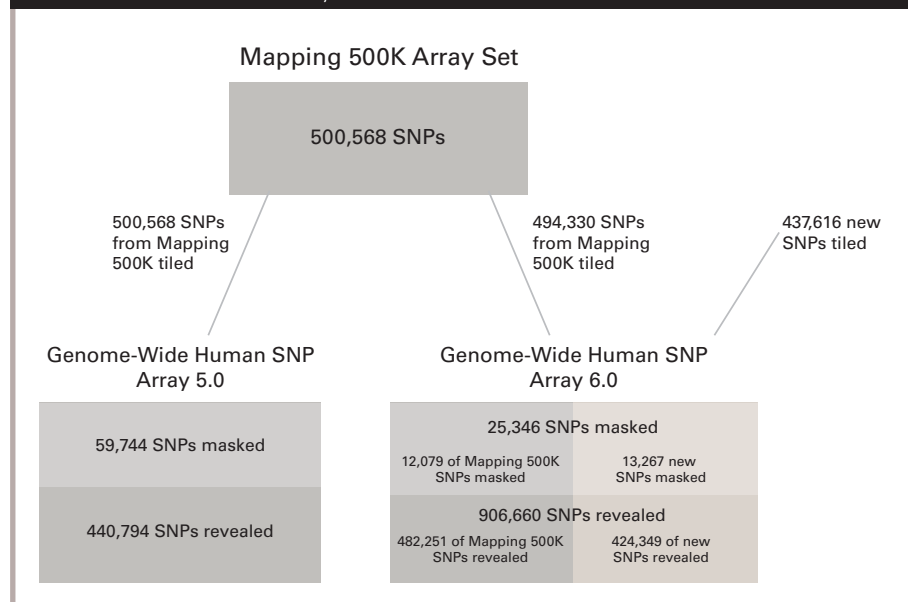 Mapping 500K Array Set
500,568 SNPs
500,568 SNPs
from Mapping
500K tiled
494,330 SNPs
from Mapping
500K tiled
437,616 new
SNPs tiled
Genome-Wide Human SNP
Array 5.0
59,744 SNPs masked
440,794 SNPs revealed
Genome-Wide Human SNP
Array 6.0
25,346 SNPs masked
12,079 of Mapping 500K
SNPs masked
13,267 new
SNPs masked
906,660 SNPs revealed
482,251 of Mapping 500K
SNPs revealed
424,349 of new
SNPs revealed